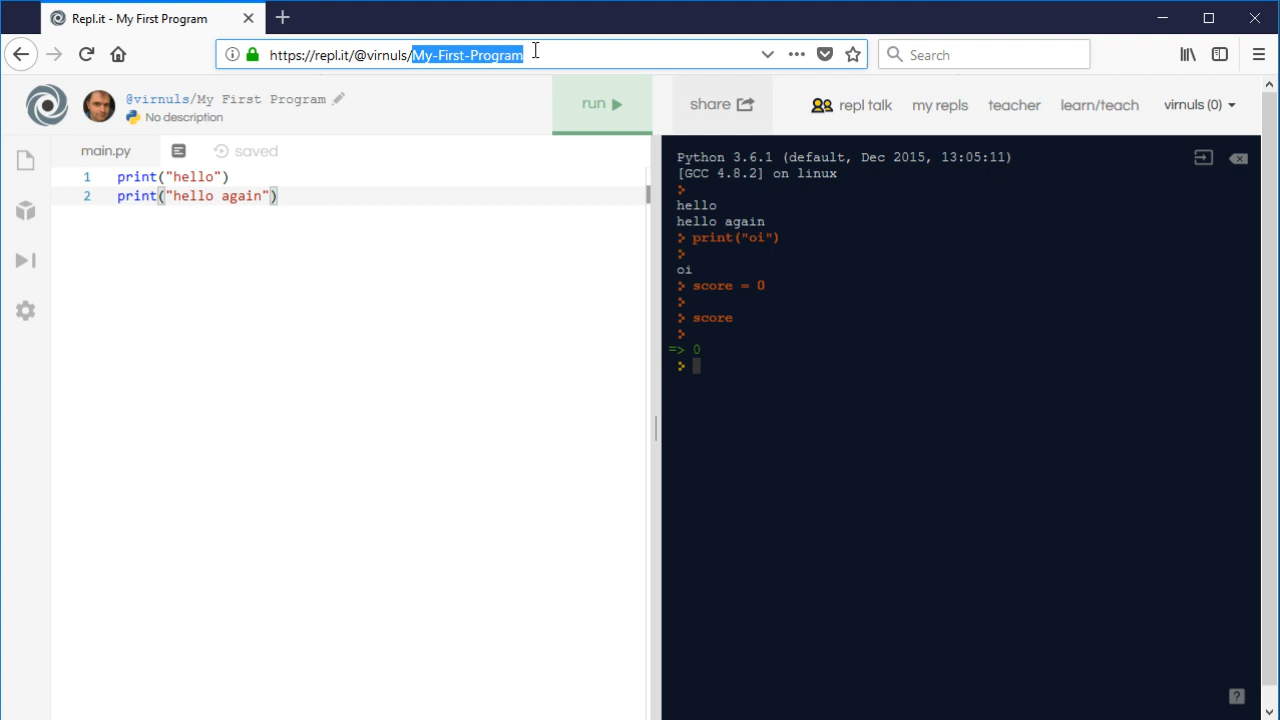 Repl.it - My First Program
https://repl.it/@virnuls/My-First-Program
Search
@virnuls/My First Program
No description
run
share
repl talk
my repls
teacher
learn/teach
virnuls (0)
main.py
saved
1 print("hello")
2 print("hello again")
Python 3.6.1 (default, Dec 2015, 13:05:11)
[GCC 4.8.2] on linux
hello
hello again
print("oi")
oi
score = 0
score
=> 0
?